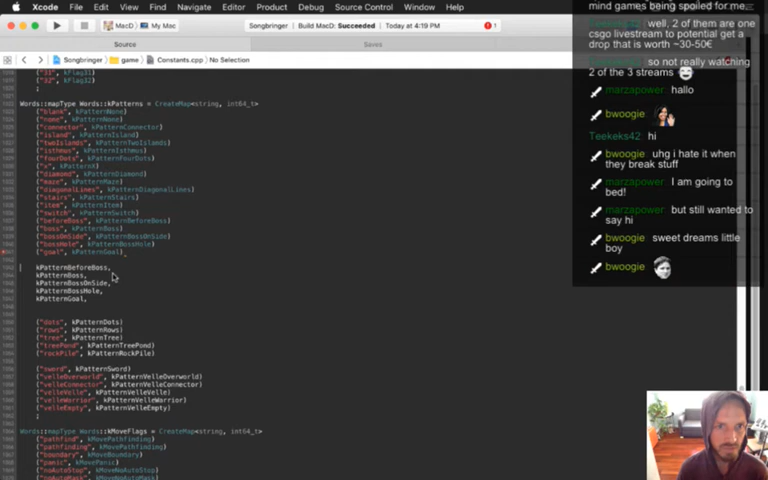 Xcode File Edit View Find Navigate Editor Product Debug Source Control Window Help
MacD My Mac
Songbringer | Build MacD: Succeeded | Today at 4:19 PM
1
Source
Saves
Songbringer game Constants.cpp No Selection
("31", kFlag31)
("32", kFlag32)
;
Words::mapType Words::kPatterns = CreateMap<string, int64_t>
("blank", kPatternNone)
("none", kPatternNone)
("connector", kPatternConnector)
("island", kPatternIsland)
("twoIslands", kPatternTwoIslands)
("isthmus", kPatternIsthmus)
("fourDots", kPatternFourDots)
("x", kPatternX)
("diamond", kPatternDiamond)
("maze", kPatternMaze)
("diagonalLines", kPatternDiagonalLines)
("stairs", kPatternStairs)
("item", kPatternItem)
("switch", kPatternSwitch)
("beforeBoss", kPatternBeforeBoss)
("boss", kPatternBoss)
("bossOnSide", kPatternBossOnSide)
("bossHole", kPatternBossHole)
("goal", kPatternGoal)
kPatternBeforeBoss,
kPatternBoss,
kPatternBossOnSide,
kPatternBossHole,
kPatternGoal,
("dots", kPatternDots)
("rows", kPatternRows)
("tree", kPatternTree)
("treePond", kPatternTreePond)
("rockPile", kPatternRockPile)
("sword", kPatternSword)
("velleOverworld", kPatternVelleOverworld)
("velleConnector", kPatternVelleConnector)
("velleVelle", kPatternVelleVelle)
("velleWarrior", kPatternVelleWarrior)
("velleEmpty", kPatternVelleEmpty)
;
Words::mapType Words::kMoveFlags = CreateMap<string, int64_t>
("pathfind", kMovePathfinding)
("pathfinding", kMovePathfinding)
("boundary", kMoveBoundary)
("panic", kMovePanic)
("noAutoStop", kMoveNoAutoStop)
mind games being spoiled for me.
well, 2 of them are one
csgo livestream to potential get a
drop that is worth ~30-50€
so not really watching
2 of the 3 streams
marzapower: hallo
bwoogie:
Teekeks42: hi
bwoogie: uhg i hate it when
they break stuff
marzapower: I am going to
bed!
marzapower: but still wanted to
say hi
bwoogie: sweet dreams little
boy
bwoogie: